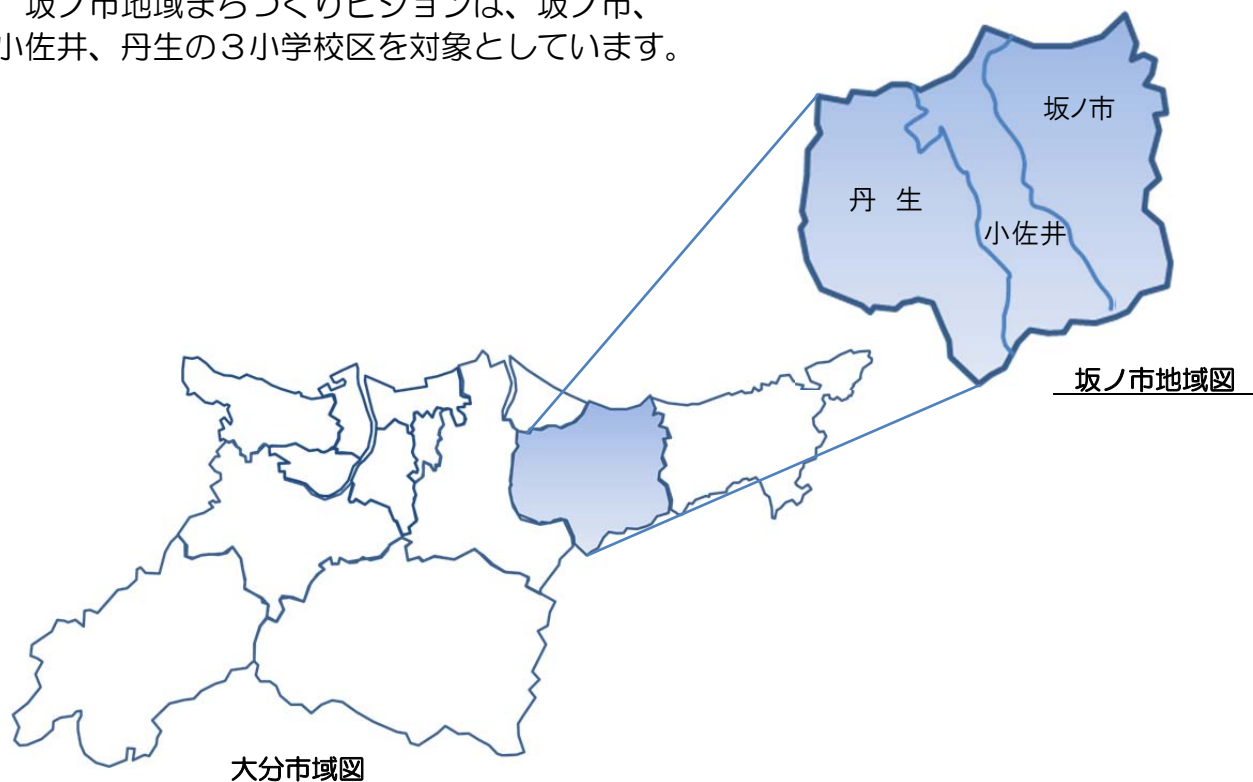 坂ノ市地域まちづくりビジョンは、坂ノ市、
小佐井、丹生の３小学校区を対象としています。
坂ノ市
丹 生
小佐井
坂ノ市地域図
大分市域図